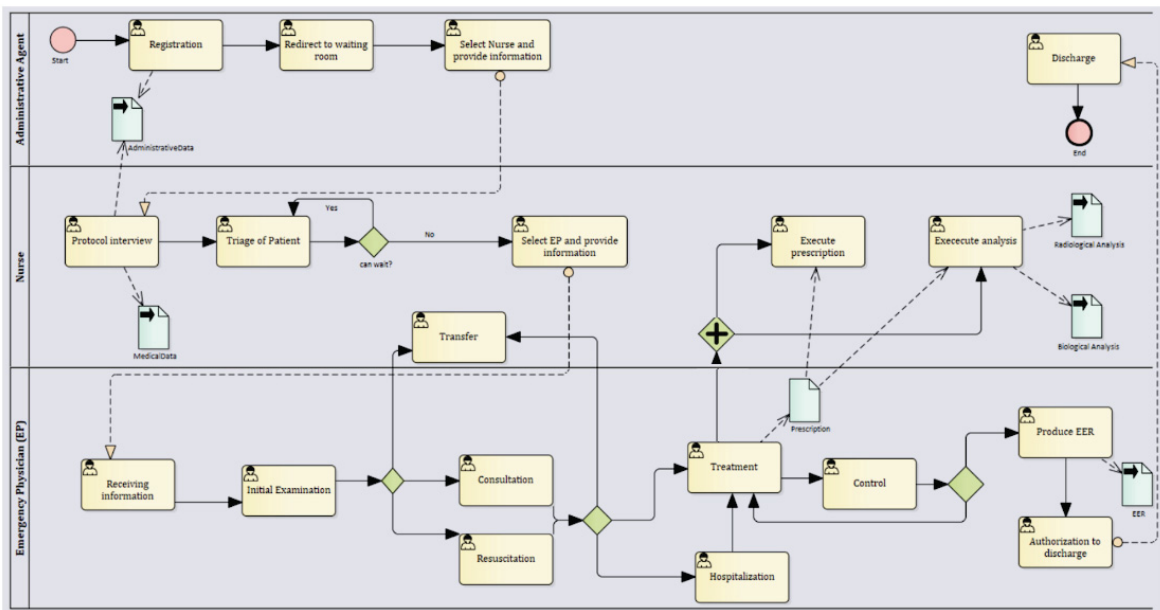 Administrative Agent
Start
Registration
Redirect to waiting
room
Select Nurse and
provide information
Discharge
End
AdministrativeData
Nurse
Protocol interview
Triage of Patient
Yes
can wait?
No
Select EP and provide
information
Execute
prescription
Excecute analysis
Radiological Analysis
Biological Analysis
MedicalData
Transfer
Emergency Physician (EP)
Receiving
information
Initial Examination
Consultation
Resuscitation
Treatment
Prescription
Control
Hospitalization
Produce EER
EER
Authorization to
discharge